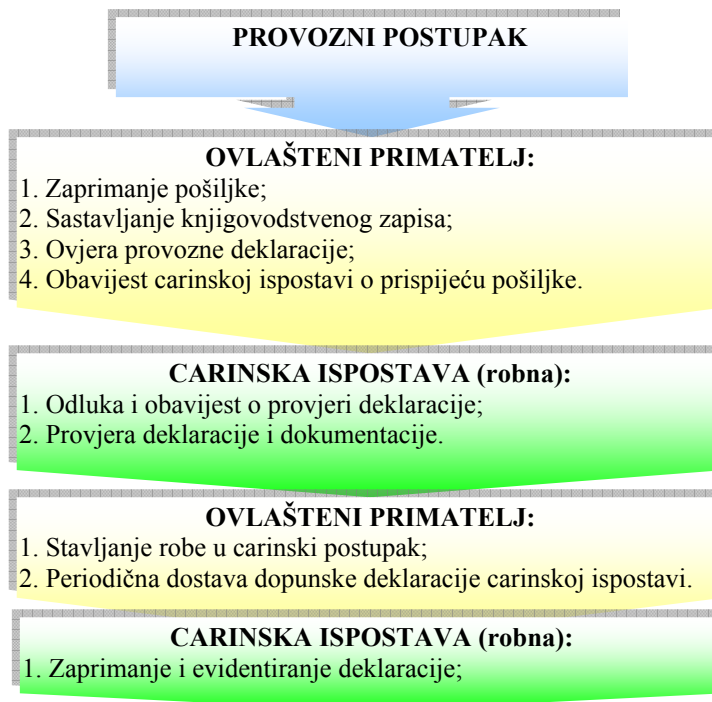 PROVOZNI POSTUPAK
OVLAŠTENI PRIMATELJ:
1. Zaprimanje pošiljke;
2. Sastavljanje knjigovodstvenog zapisa;
3. Ovjera provozne deklaracije;
4. Obavijest carinskoj ispostavi o prispijeću pošiljke.
CARINSKA ISPOSTAVA (robna):
1. Odluka i obavijest o provjeri deklaracije;
2. Provjera deklaracije i dokumentacije.
OVLAŠTENI PRIMATELJ:
1. Stavljanje robe u carinski postupak;
2. Periodična dostava dopunske deklaracije carinskoj ispostavi.
CARINSKA ISPOSTAVA (robna):
1. Zaprimanje i evidentiranje deklaracije;